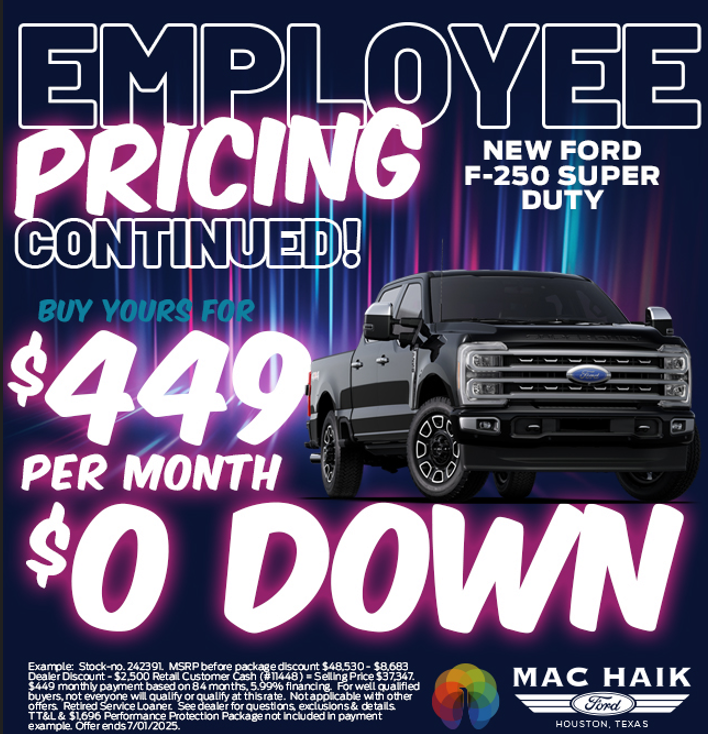 EMPLOYEE
PRICING
CONTINUED!
NEW FORD
F-250 SUPER
DUTY
BUY YOURS FOR
$449
PER MONTH
$0 DOWN
Example: Stock-no. 242391. MSRP before package discount $48,530 - $8,683
Dealer Discount - $2,500 Retail Customer Cash (#11448) = Selling Price $37,347.
$449 monthly payment based on 84 months, 5.99% financing. For well qualified
buyers, not everyone will qualify or qualify at this rate. Not applicable with other
offers. Retired Service Loaner. See dealer for questions, exclusions & details.
TT&L & $1,696 Performance Protection Package not included in payment
example. Offer ends 7/01/2025.
MAC HAIK
Ford
HOUSTON, TEXAS